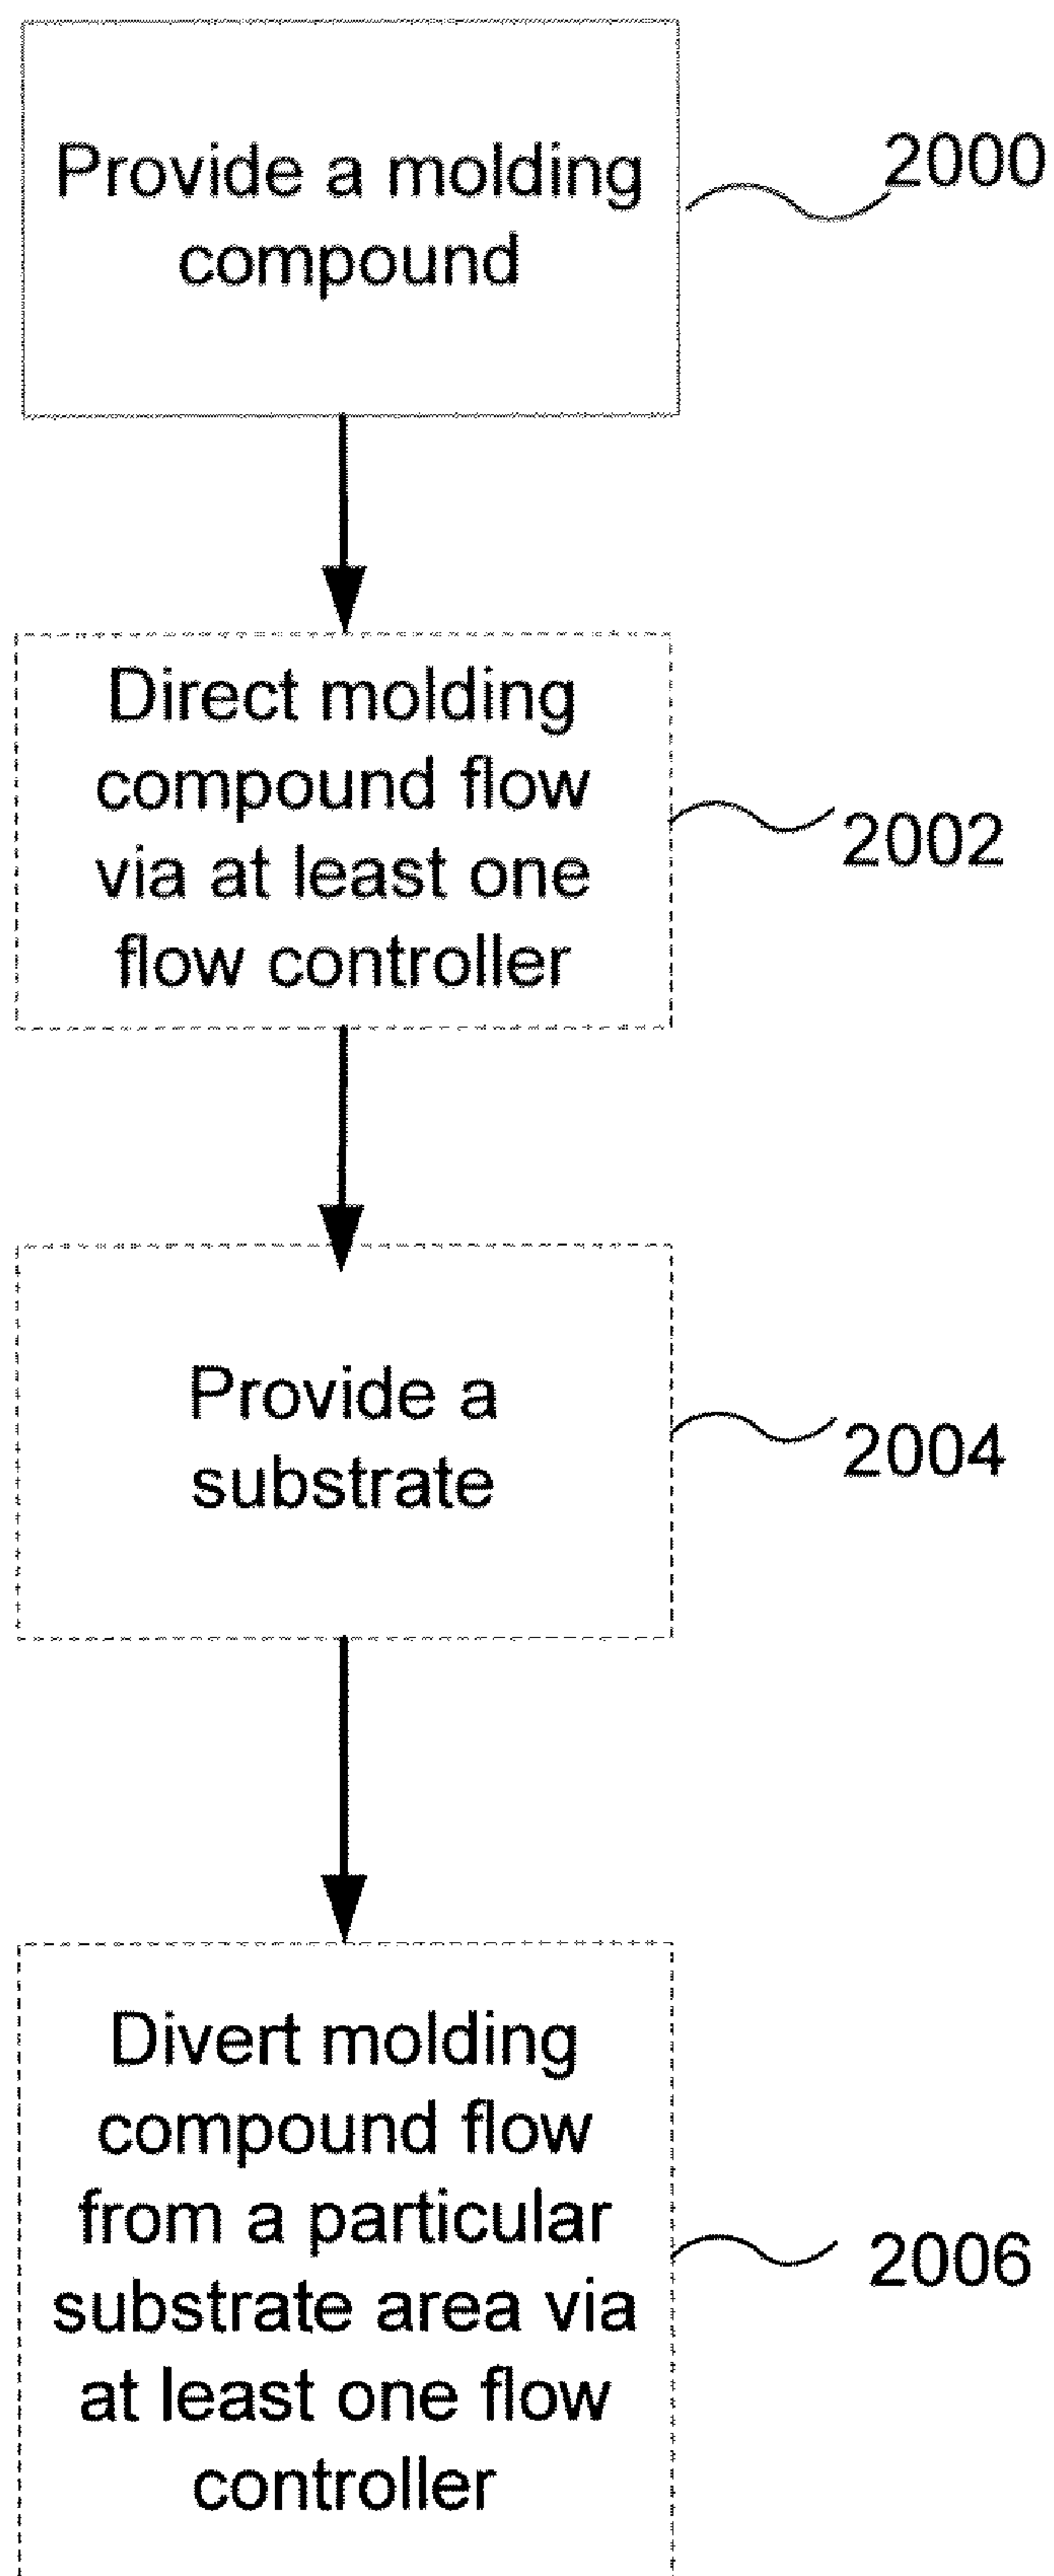 Provide a molding
compound
2000
Direct molding
compound flow
via at least one
flow controller
2002
Provide a
substrate
2004
Divert molding
compound flow
from a particular
substrate area via
at least one flow
controller
2006